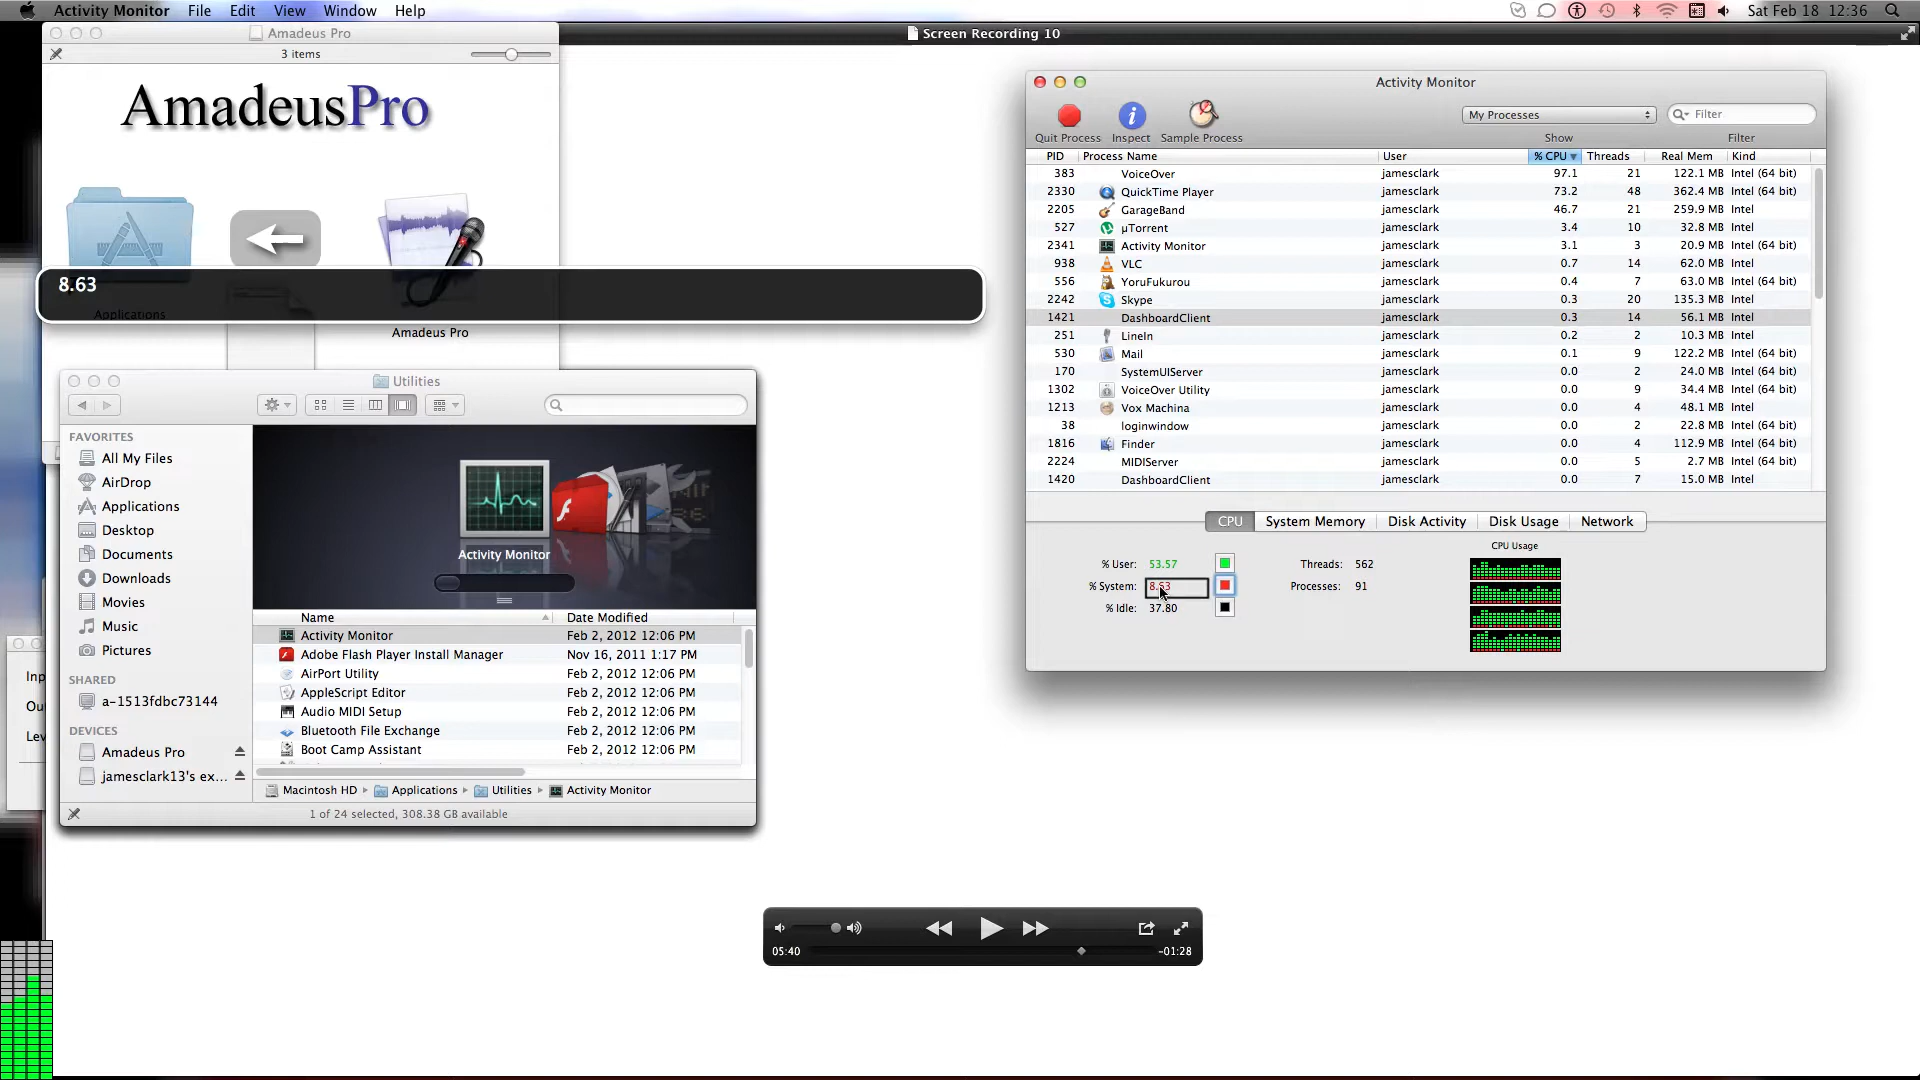 Activity Monitor File Edit View Window Help
Sat Feb 18 12:36
Screen Recording 10
Amadeus Pro
3 items
AmadeusPro
8.63
Applications
Amadeus Pro
Utilities
FAVORITES
All My Files
AirDrop
Applications
Desktop
Documents
Downloads
Movies
Music
Pictures
SHARED
a-1513fdbc73144
DEVICES
Amadeus Pro
jamesclark13's ex...
Activity Monitor
Name Date Modified
Activity Monitor Feb 2, 2012 12:06 PM
Adobe Flash Player Install Manager Nov 16, 2011 1:17 PM
AirPort Utility Feb 2, 2012 12:06 PM
AppleScript Editor Feb 2, 2012 12:06 PM
Audio MIDI Setup Feb 2, 2012 12:06 PM
Bluetooth File Exchange Feb 2, 2012 12:06 PM
Boot Camp Assistant Feb 2, 2012 12:06 PM
Macintosh HD Applications Utilities Activity Monitor
1 of 24 selected, 308.38 GB available
Inp
Ou
Lev
Activity Monitor
Quit Process Inspect Sample Process
My Processes
Show
Filter
Filter
PID Process Name User % CPU Threads Real Mem Kind
383 VoiceOver jamesclark 97.1 21 122.1 MB Intel (64 bit)
2330 QuickTime Player jamesclark 73.2 48 362.4 MB Intel (64 bit)
2205 GarageBand jamesclark 46.7 21 259.9 MB Intel
527 µTorrent jamesclark 3.4 10 32.8 MB Intel
2341 Activity Monitor jamesclark 3.1 3 20.9 MB Intel (64 bit)
938 VLC jamesclark 0.7 14 62.0 MB Intel
556 YoruFukurou jamesclark 0.4 7 63.0 MB Intel (64 bit)
2242 Skype jamesclark 0.3 20 135.3 MB Intel
1421 DashboardClient jamesclark 0.3 14 56.1 MB Intel
251 LineIn jamesclark 0.2 2 10.3 MB Intel
530 Mail jamesclark 0.1 9 122.2 MB Intel (64 bit)
170 SystemUIServer jamesclark 0.0 2 24.0 MB Intel (64 bit)
1302 VoiceOver Utility jamesclark 0.0 9 34.4 MB Intel (64 bit)
1213 Vox Machina jamesclark 0.0 4 48.1 MB Intel
38 loginwindow jamesclark 0.0 2 22.8 MB Intel (64 bit)
1816 Finder jamesclark 0.0 4 112.9 MB Intel (64 bit)
2224 MIDIServer jamesclark 0.0 5 2.7 MB Intel (64 bit)
1420 DashboardClient jamesclark 0.0 7 15.0 MB Intel
CPU System Memory Disk Activity Disk Usage Network
% User: 53.57 Threads: 562
% System: 8.63 Processes: 91
% Idle: 37.80
CPU Usage
05:40 -01:28